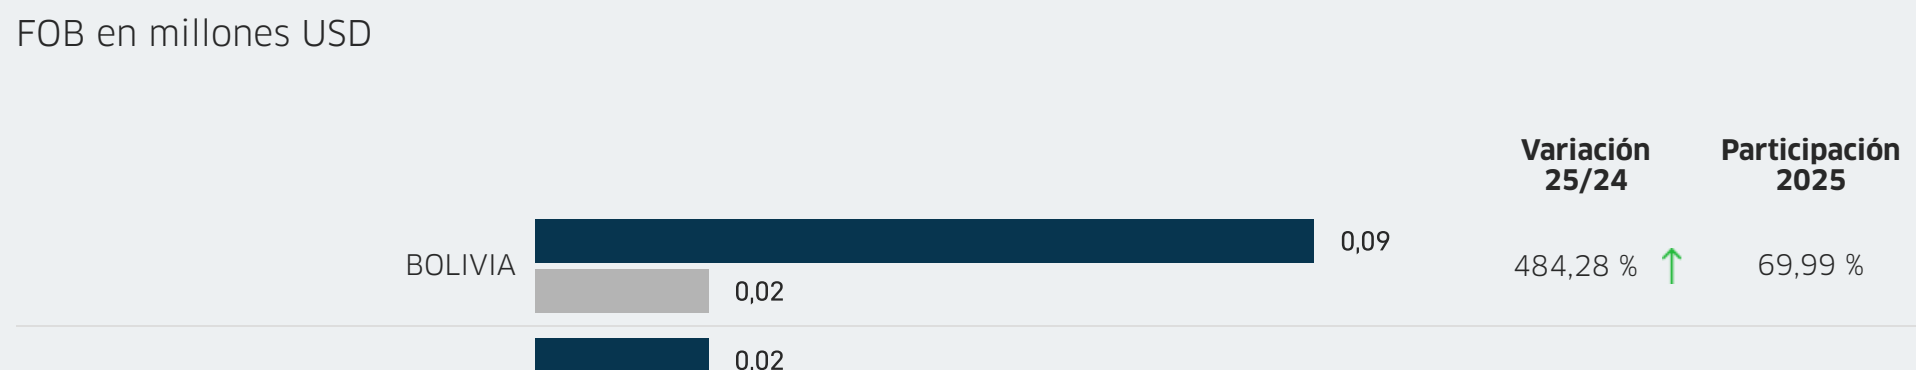 FOB en millones USD
Variación Participación
25/24 2025
0,09
BOLIVIA 484,28 % 69,99 %
0,02
0,02